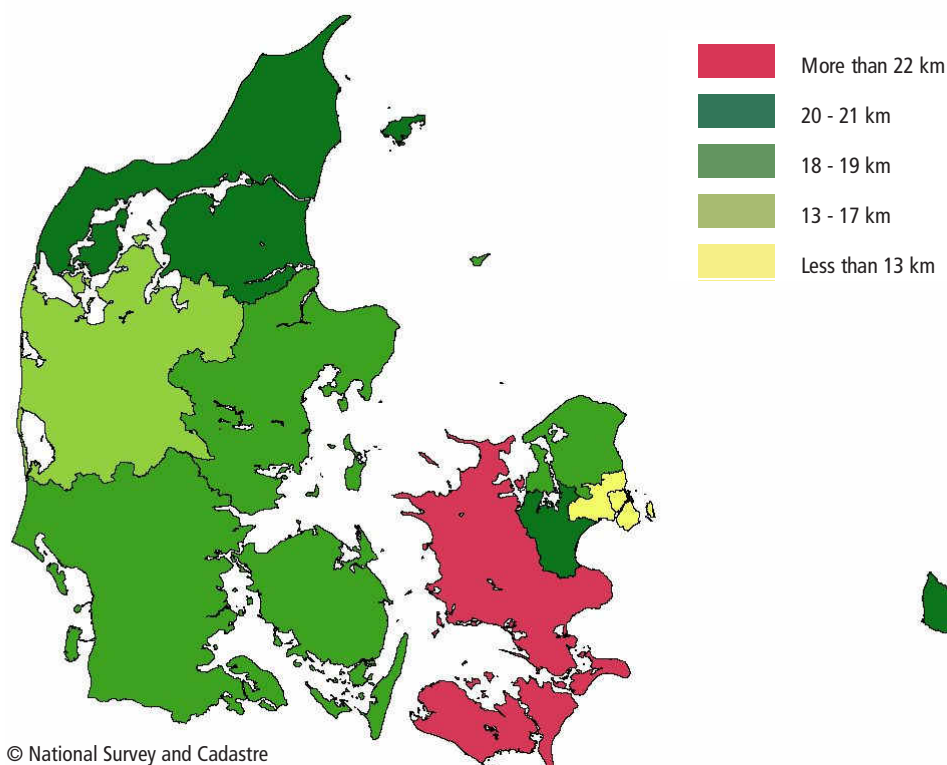 More than 22 km
20 - 21 km
18 - 19 km
13 - 17 km
Less than 13 km
© National Survey and Cadastre